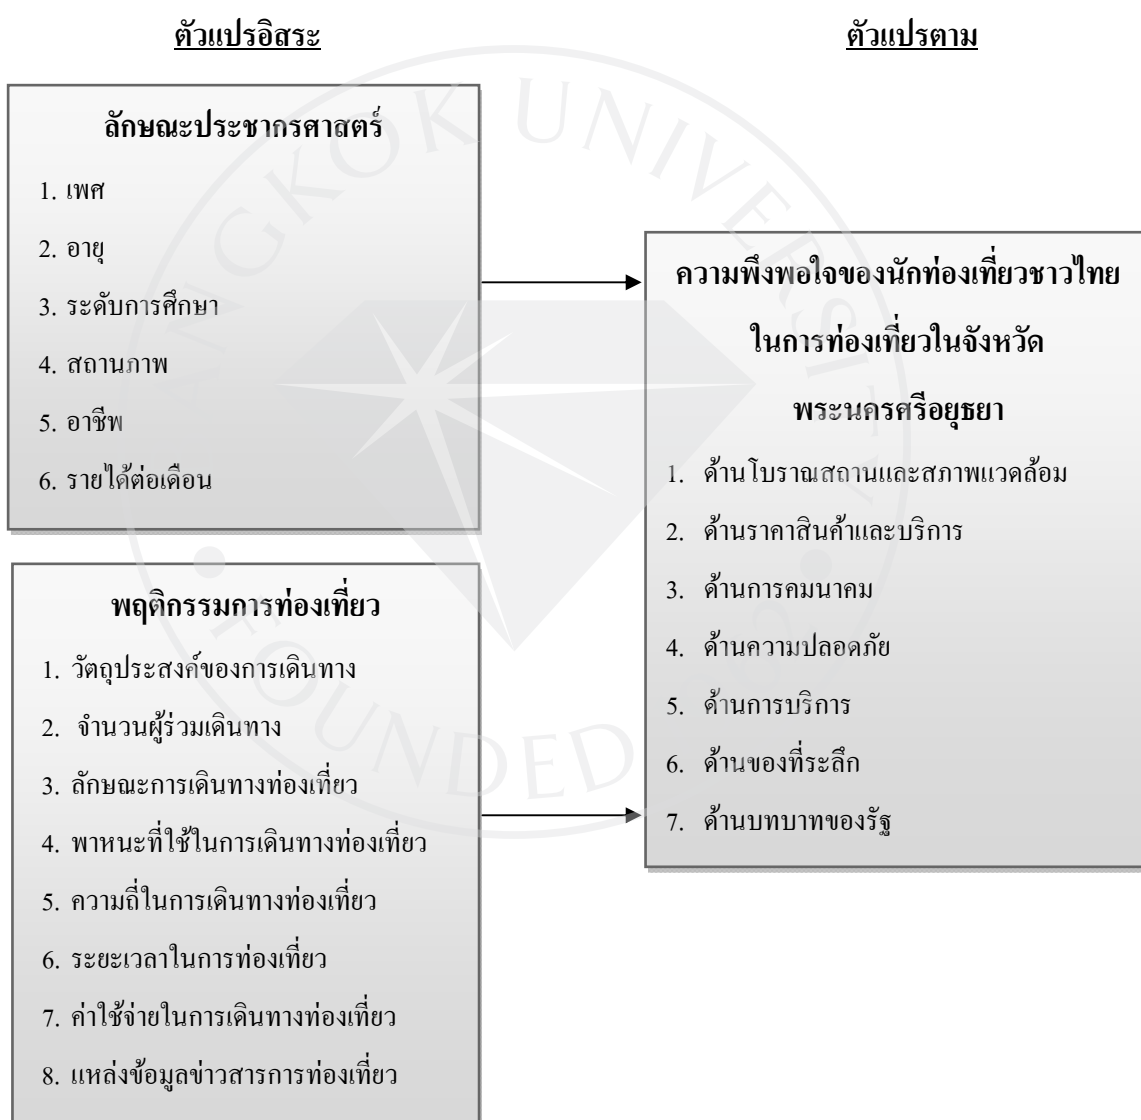 ตัวแปรอิสระ
ตัวแปรตาม
ลักษณะประชากรศาสตร์
1. เพศ
2. อายุ
3. ระดับการศึกษา
4. สถานภาพ
5. อาชีพ
6. รายได้ต่อเดือน
พฤติกรรมการท่องเที่ยว
1. วัตถุประสงค์ของการเดินทาง
2. จำนวนผู้ร่วมเดินทาง
3. ลักษณะการเดินทางท่องเที่ยว
4. พาหนะที่ใช้ในการเดินทางท่องเที่ยว
5. ความถี่ในการเดินทางท่องเที่ยว
6. ระยะเวลาในการท่องเที่ยว
7. ค่าใช้จ่ายในการเดินทางท่องเที่ยว
8. แหล่งข้อมูลข่าวสารการท่องเที่ยว
ความพึงพอใจของนักท่องเที่ยวชาวไทย
ในการท่องเที่ยวในจังหวัด
พระนครศรีอยุธยา
1. ด้านโบราณสถานและสภาพแวดล้อม
2. ด้านราคาสินค้าและบริการ
3. ด้านการคมนาคม
4. ด้านความปลอดภัย
5. ด้านการบริการ
6. ด้านของที่ระลึก
7. ด้านบทบาทของรัฐ
BANGKOK UNIVERSITY
FOUNDED